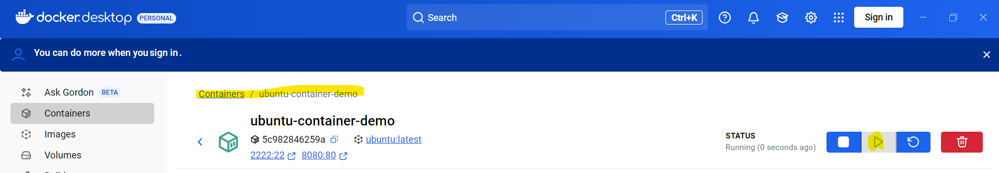 docker.desktop PERSONAL
Search Ctrl+K
Sign in
You can do more when you sign in.
Ask Gordon BETA
Containers
Images
Volumes
Containers / ubuntu-container-demo
ubuntu-container-demo
5c982846259a ubuntu:latest
2222:22 8080:80
STATUS
Running (0 seconds ago)